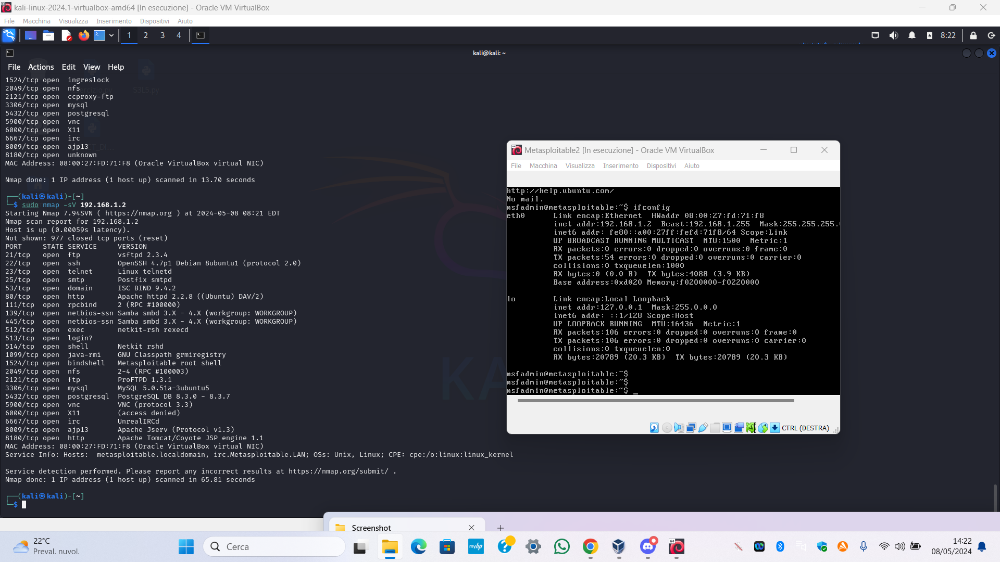 kali-linux-2024.1-virtualbox-amd64 [In esecuzione] - Oracle VM VirtualBox
File Macchina Visualizza Inserimento Dispositivi Aiuto
1 2 3 4
8:22
kali@kali: ~
File Actions Edit View Help
1524/tcp open  ingreslock
2049/tcp open  nfs
S3L5.py
2121/tcp open  ccproxy-ftp
3306/tcp open  mysql
5432/tcp open  postgresql
5900/tcp open  vnc
6000/tcp open  X11
6667/tcp open  irc
8009/tcp open  ajp13
8180/tcp open  unknown
MAC Address: 08:00:27:FD:71:F8 (Oracle VirtualBox virtual NIC)
Nmap done: 1 IP address (1 host up) scanned in 13.70 seconds
┌──(kali㉿kali)-[~]
└─$ sudo nmap -sV 192.168.1.2
Starting Nmap 7.94SVN ( https://nmap.org ) at 2024-05-08 08:21 EDT
Nmap scan report for 192.168.1.2
Host is up (0.00059s latency).
Not shown: 977 closed tcp ports (reset)
PORT     STATE SERVICE     VERSION
21/tcp   open  ftp         vsftpd 2.3.4
22/tcp   open  ssh         OpenSSH 4.7p1 Debian 8ubuntu1 (protocol 2.0)
23/tcp   open  telnet      Linux telnetd
25/tcp   open  smtp        Postfix smtpd
53/tcp   open  domain      ISC BIND 9.4.2
80/tcp   open  http        Apache httpd 2.2.8 ((Ubuntu) DAV/2)
111/tcp  open  rpcbind     2 (RPC #100000)
139/tcp  open  netbios-ssn Samba smbd 3.X - 4.X (workgroup: WORKGROUP)
445/tcp  open  netbios-ssn Samba smbd 3.X - 4.X (workgroup: WORKGROUP)
512/tcp  open  exec        netkit-rsh rexecd
513/tcp  open  login?
514/tcp  open  shell       Netkit rshd
1099/tcp open  java-rmi    GNU Classpath grmiregistry
1524/tcp open  bindshell   Metasploitable root shell
2049/tcp open  nfs         2-4 (RPC #100003)
2121/tcp open  ftp         ProFTPD 1.3.1
3306/tcp open  mysql       MySQL 5.0.51a-3ubuntu5
5432/tcp open  postgresql  PostgreSQL DB 8.3.0 - 8.3.7
5900/tcp open  vnc         VNC (protocol 3.3)
6000/tcp open  X11         (access denied)
6667/tcp open  irc         UnrealIRCd
8009/tcp open  ajp13       Apache Jserv (Protocol v1.3)
8180/tcp open  http        Apache Tomcat/Coyote JSP engine 1.1
MAC Address: 08:00:27:FD:71:F8 (Oracle VirtualBox virtual NIC)
Service Info: Hosts:  metasploitable.localdomain, irc.Metasploitable.LAN; OSs: Unix, Linux; CPE: cpe:/o:linux:linux_kernel
Service detection performed. Please report any incorrect results at https://nmap.org/submit/ .
Nmap done: 1 IP address (1 host up) scanned in 65.81 seconds
┌──(kali㉿kali)-[~]
└─$
Metasploitable2 [In esecuzione] - Oracle VM VirtualBox
File Macchina Visualizza Inserimento Dispositivi Aiuto
http://help.ubuntu.com/
No mail.
msfadmin@metasploitable:~$ ifconfig
eth0      Link encap:Ethernet  HWaddr 08:00:27:fd:71:f8
inet addr:192.168.1.2  Bcast:192.168.1.255  Mask:255.255.255.
inet6 addr: fe80::a00:27ff:fefd:71f8/64 Scope:Link
UP BROADCAST RUNNING MULTICAST  MTU:1500  Metric:1
RX packets:0 errors:0 dropped:0 overruns:0 frame:0
TX packets:54 errors:0 dropped:0 overruns:0 carrier:0
collisions:0 txqueuelen:1000
RX bytes:0 (0.0 B)  TX bytes:4088 (3.9 KB)
Base address:0xd020 Memory:f0200000-f0220000
lo        Link encap:Local Loopback
inet addr:127.0.0.1  Mask:255.0.0.0
inet6 addr: ::1/128 Scope:Host
UP LOOPBACK RUNNING  MTU:16436  Metric:1
RX packets:106 errors:0 dropped:0 overruns:0 frame:0
TX packets:106 errors:0 dropped:0 overruns:0 carrier:0
collisions:0 txqueuelen:0
RX bytes:20789 (20.3 KB)  TX bytes:20789 (20.3 KB)
msfadmin@metasploitable:~$
msfadmin@metasploitable:~$
msfadmin@metasploitable:~$ _
CTRL (DESTRA)
Screenshot
22°C
Preval. nuvol.
Cerca
myhp
14:22
08/05/2024